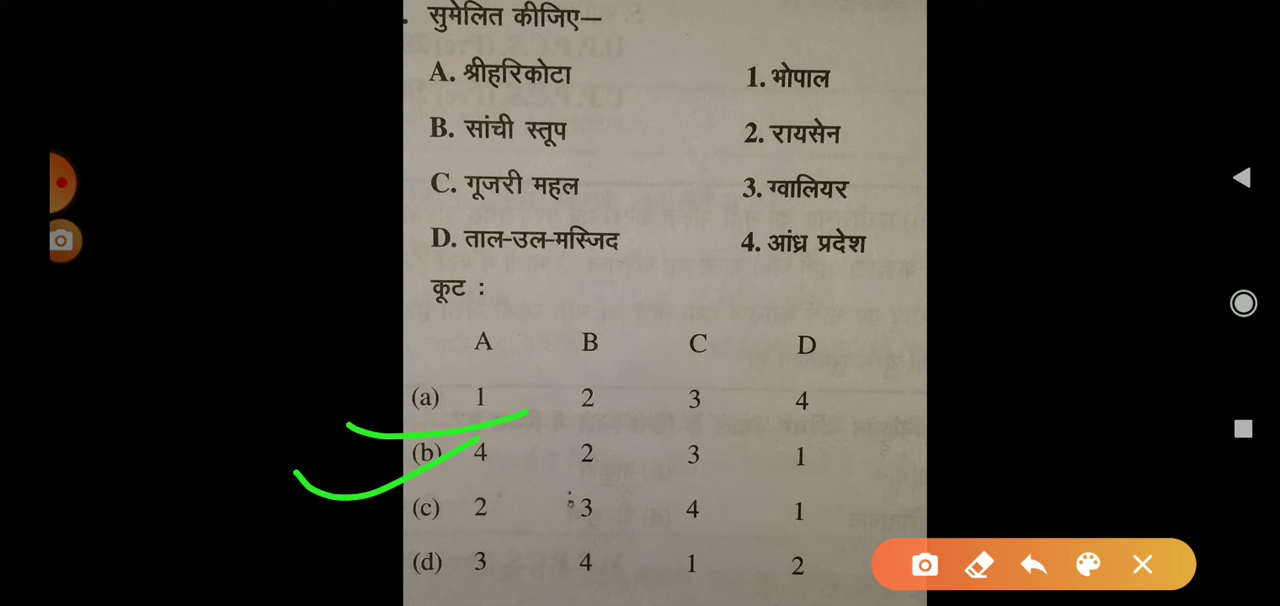 . सुमेलित कीजिए—
A. श्रीहरिकोटा 1. भोपाल
B. सांची स्तूप 2. रायसेन
C. गूजरी महल 3. ग्वालियर
D. ताल-उल-मस्जिद 4. आंध्र प्रदेश
कूट :
A B C D
(a) 1 2 3 4
(b) 4 2 3 1
(c) 2 3 4 1
(d) 3 4 1 2